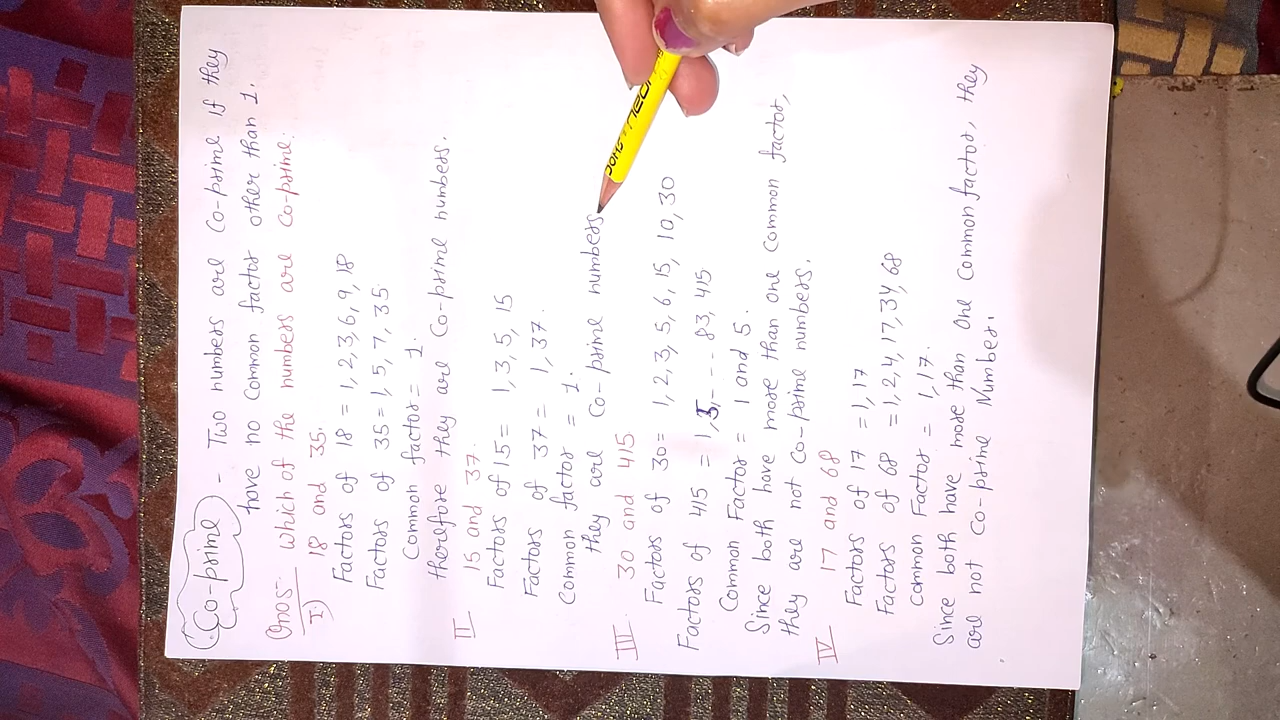 Co-prime - Two numbers are Co-prime if they
have no Common factor other than 1.
Qno5- which of the numbers are Co-prime:
I) 18 and 35.
Factors of 18 = 1, 2, 3, 6, 9, 18
Factors of 35 = 1, 5, 7, 35.
Common factor = 1.
therefore they are Co-prime numbers.
II 15 and 37.
Factors of 15 = 1, 3, 5, 15
Factors of 37 = 1, 37.
Common factor = 1.
they are Co-prime numbers
III 30 and 415.
Factors of 30 = 1, 2, 3, 5, 6, 15, 10, 30
Factors of 415 = 1, 5, - - - 83, 415
Common Factor = 1 and 5.
Since both have more than one Common factor,
they are not co-prime numbers.
IV 17 and 68
Factors of 17 = 1, 17
Factors of 68 = 1, 2, 4, 17, 34, 68
Common Factor = 1, 17.
Since both have more than One Common factor, they
are not Co-prime Number.
DOMS NEON